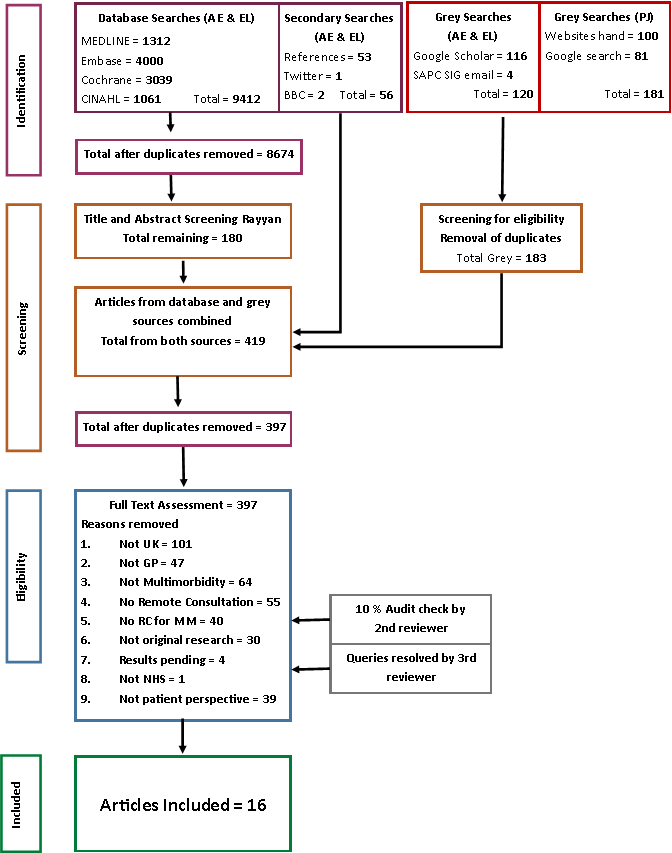 Identification
Database Searches (AE & EL)
MEDLINE = 1312
Embase = 4000
Cochrane = 3039
CINAHL = 1061 Total = 9412
Secondary Searches
(AE & EL)
References = 53
Twitter = 1
BBC = 2 Total = 56
Grey Searches
(AE & EL)
Google Scholar = 116
SAPC SIG email = 4
Total = 120
Grey Searches (PJ)
Websites hand = 100
Google search = 81
Total = 181
Total after duplicates removed = 8674
Screening
Title and Abstract Screening Rayyan
Total remaining = 180
Screening for eligibility
Removal of duplicates
Total Grey = 183
Articles from database and grey
sources combined
Total from both sources = 419
Total after duplicates removed = 397
Eligibility
Full Text Assessment = 397
Reasons removed
1. Not UK = 101
2. Not GP = 47
3. Not Multimorbidity = 64
4. No Remote Consultation = 55
5. No RC for MM = 40
6. Not original research = 30
7. Results pending = 4
8. Not NHS = 1
9. Not patient perspective = 39
10 % Audit check by
2nd reviewer
Queries resolved by 3rd
reviewer
Included
Articles Included = 16